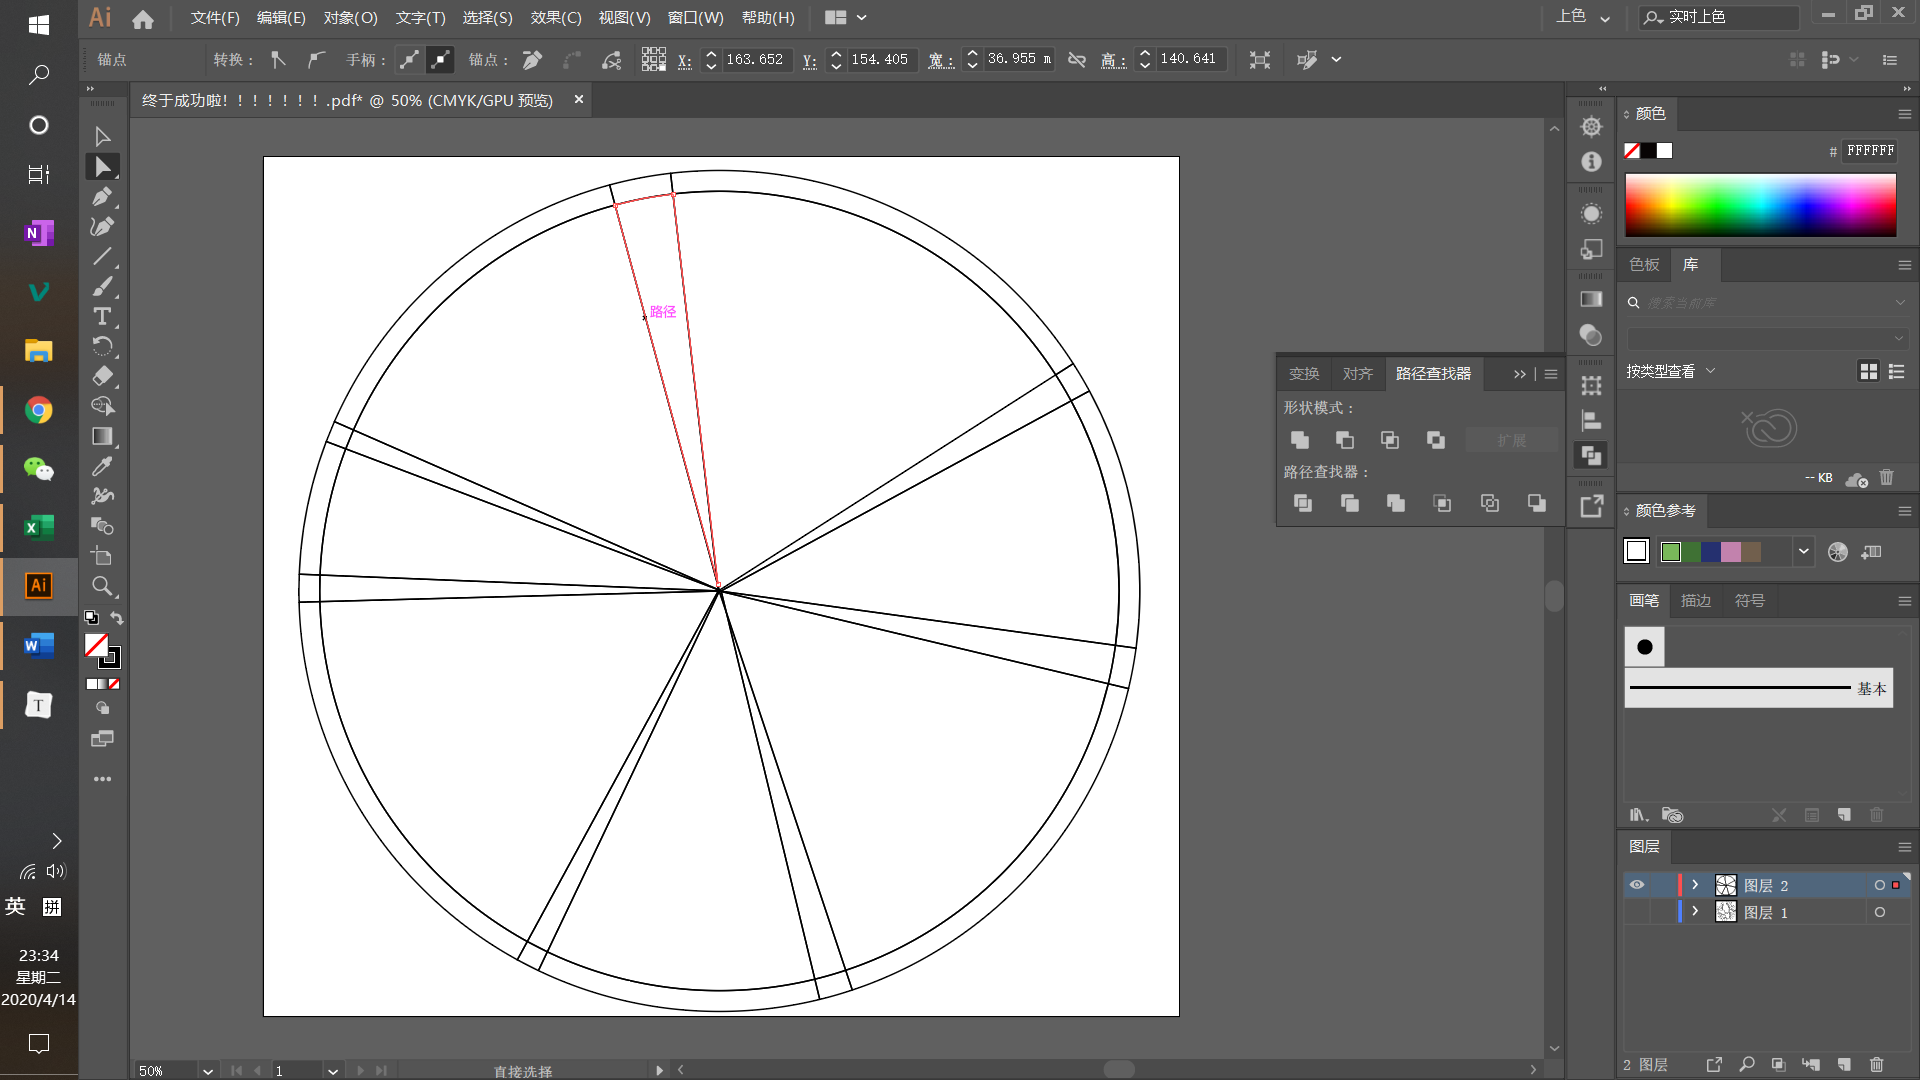 Ai
文件(F) 编辑(E) 对象(O) 文字(T) 选择(S) 效果(C) 视图(V) 窗口(W) 帮助(H)
上色
实时上色
锚点
转换：
手柄：
锚点：
X: 163.652
Y: 154.405
宽： 36.955 m
高： 140.641
终于成功啦！！！！！！！.pdf* @ 50% (CMYK/GPU 预览) ×
路径
变换 对齐 路径查找器
形状模式：
扩展
路径查找器：
颜色
# FFFFFF
色板 库
搜索当前库
按类型查看
-- KB
颜色参考
画笔 描边 符号
基本
图层
图层 2
图层 1
2 图层
50%
1
直接选择
N
X
Ai
W
T
英 拼
23:34
星期二
2020/4/14